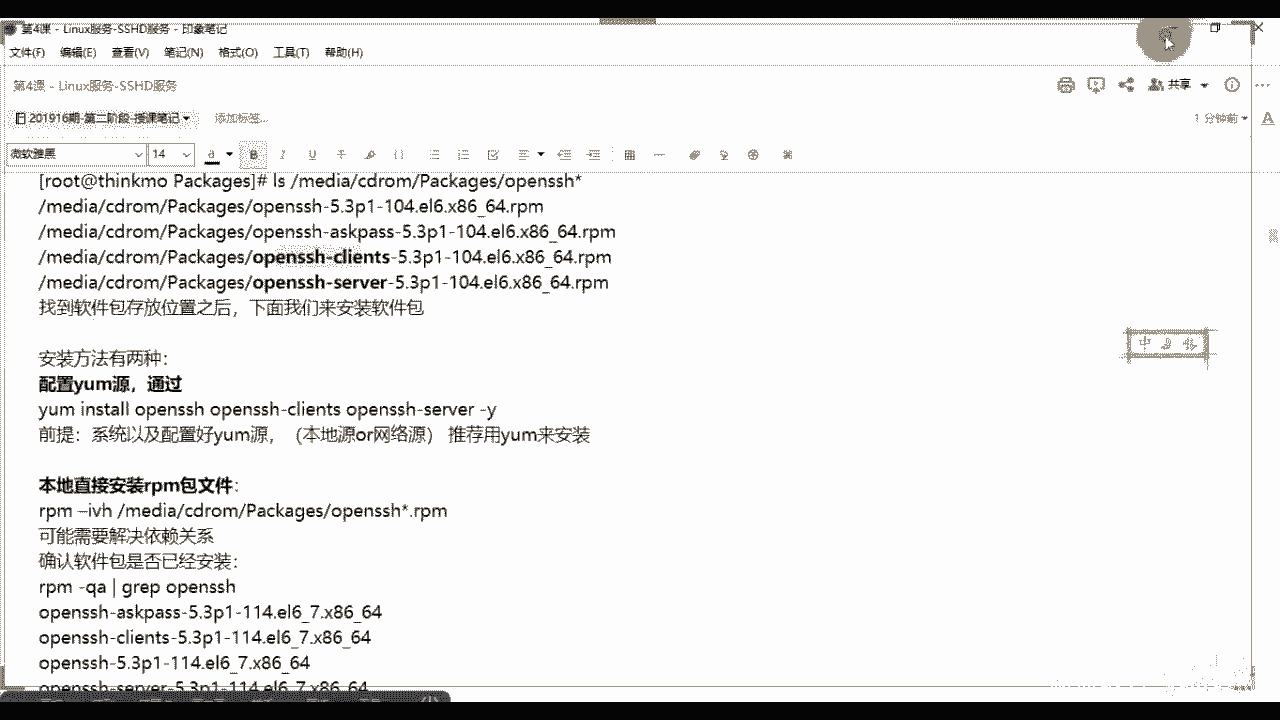 第4课 - Linux服务-SSHD服务 - 印象笔记
文件(F) 编辑(E) 查看(V) 笔记(N) 格式(O) 工具(T) 帮助(H)
第4课 - Linux服务-SSHD服务
共享
201916期-第二阶段-授课笔记
添加标签...
1 分钟前
微软雅黑 14
[root@thinkmo Packages]# ls /media/cdrom/Packages/openssh*
/media/cdrom/Packages/openssh-5.3p1-104.el6.x86_64.rpm
/media/cdrom/Packages/openssh-askpass-5.3p1-104.el6.x86_64.rpm
/media/cdrom/Packages/openssh-clients-5.3p1-104.el6.x86_64.rpm
/media/cdrom/Packages/openssh-server-5.3p1-104.el6.x86_64.rpm
找到软件包存放位置之后，下面我们来安装软件包
安装方法有两种：
配置yum源，通过
yum install openssh openssh-clients openssh-server -y
前提：系统以及配置好yum源，（本地源or网络源） 推荐用yum来安装
本地直接安装rpm包文件：
rpm –ivh /media/cdrom/Packages/openssh*.rpm
可能需要解决依赖关系
确认软件包是否已经安装：
rpm -qa | grep openssh
openssh-askpass-5.3p1-114.el6_7.x86_64
openssh-clients-5.3p1-114.el6_7.x86_64
openssh-5.3p1-114.el6_7.x86_64
openssh-server-5.3p1-114.el6_7.x86_64